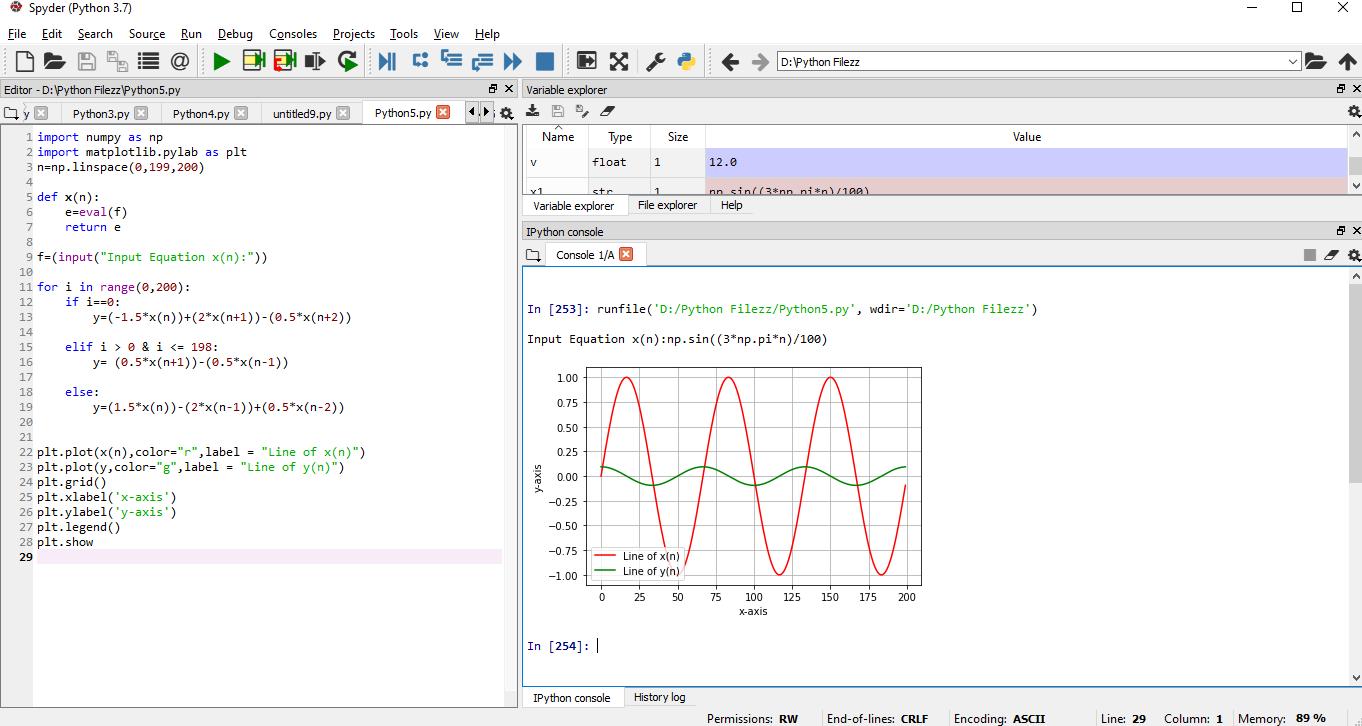 Spyder (Python 3.7)
File Edit Search Source Run Debug Consoles Projects Tools View Help
D:\Python Filezz
Editor - D:\Python Filezz\Python5.py
y Python3.py Python4.py untitled9.py Python5.py
1 import numpy as np
2 import matplotlib.pylab as plt
3 n=np.linspace(0,199,200)
4
5 def x(n):
6     e=eval(f)
7     return e
8
9 f=(input("Input Equation x(n):"))
10
11 for i in range(0,200):
12     if i==0:
13         y=(-1.5*x(n))+(2*x(n+1))-(0.5*x(n+2))
14
15     elif i > 0 & i <= 198:
16         y= (0.5*x(n+1))-(0.5*x(n-1))
17
18     else:
19         y=(1.5*x(n))-(2*x(n-1))+(0.5*x(n-2))
20
21
22 plt.plot(x(n),color="r",label = "Line of x(n)")
23 plt.plot(y,color="g",label = "Line of y(n)")
24 plt.grid()
25 plt.xlabel('x-axis')
26 plt.ylabel('y-axis')
27 plt.legend()
28 plt.show
29
Variable explorer
Name Type Size Value
v float 1 12.0
x1 str 1 np.sin((3*np.pi*n)/100)
Variable explorer File explorer Help
IPython console
Console 1/A
In [253]: runfile('D:/Python Filezz/Python5.py', wdir='D:/Python Filezz')
Input Equation x(n):np.sin((3*np.pi*n)/100)
1.00
0.75
0.50
0.25
0.00
−0.25
−0.50
−0.75
−1.00
y-axis
Line of x(n)
Line of y(n)
0 25 50 75 100 125 150 175 200
x-axis
In [254]:
IPython console History log
Permissions: RW End-of-lines: CRLF Encoding: ASCII Line: 29 Column: 1 Memory: 89 %